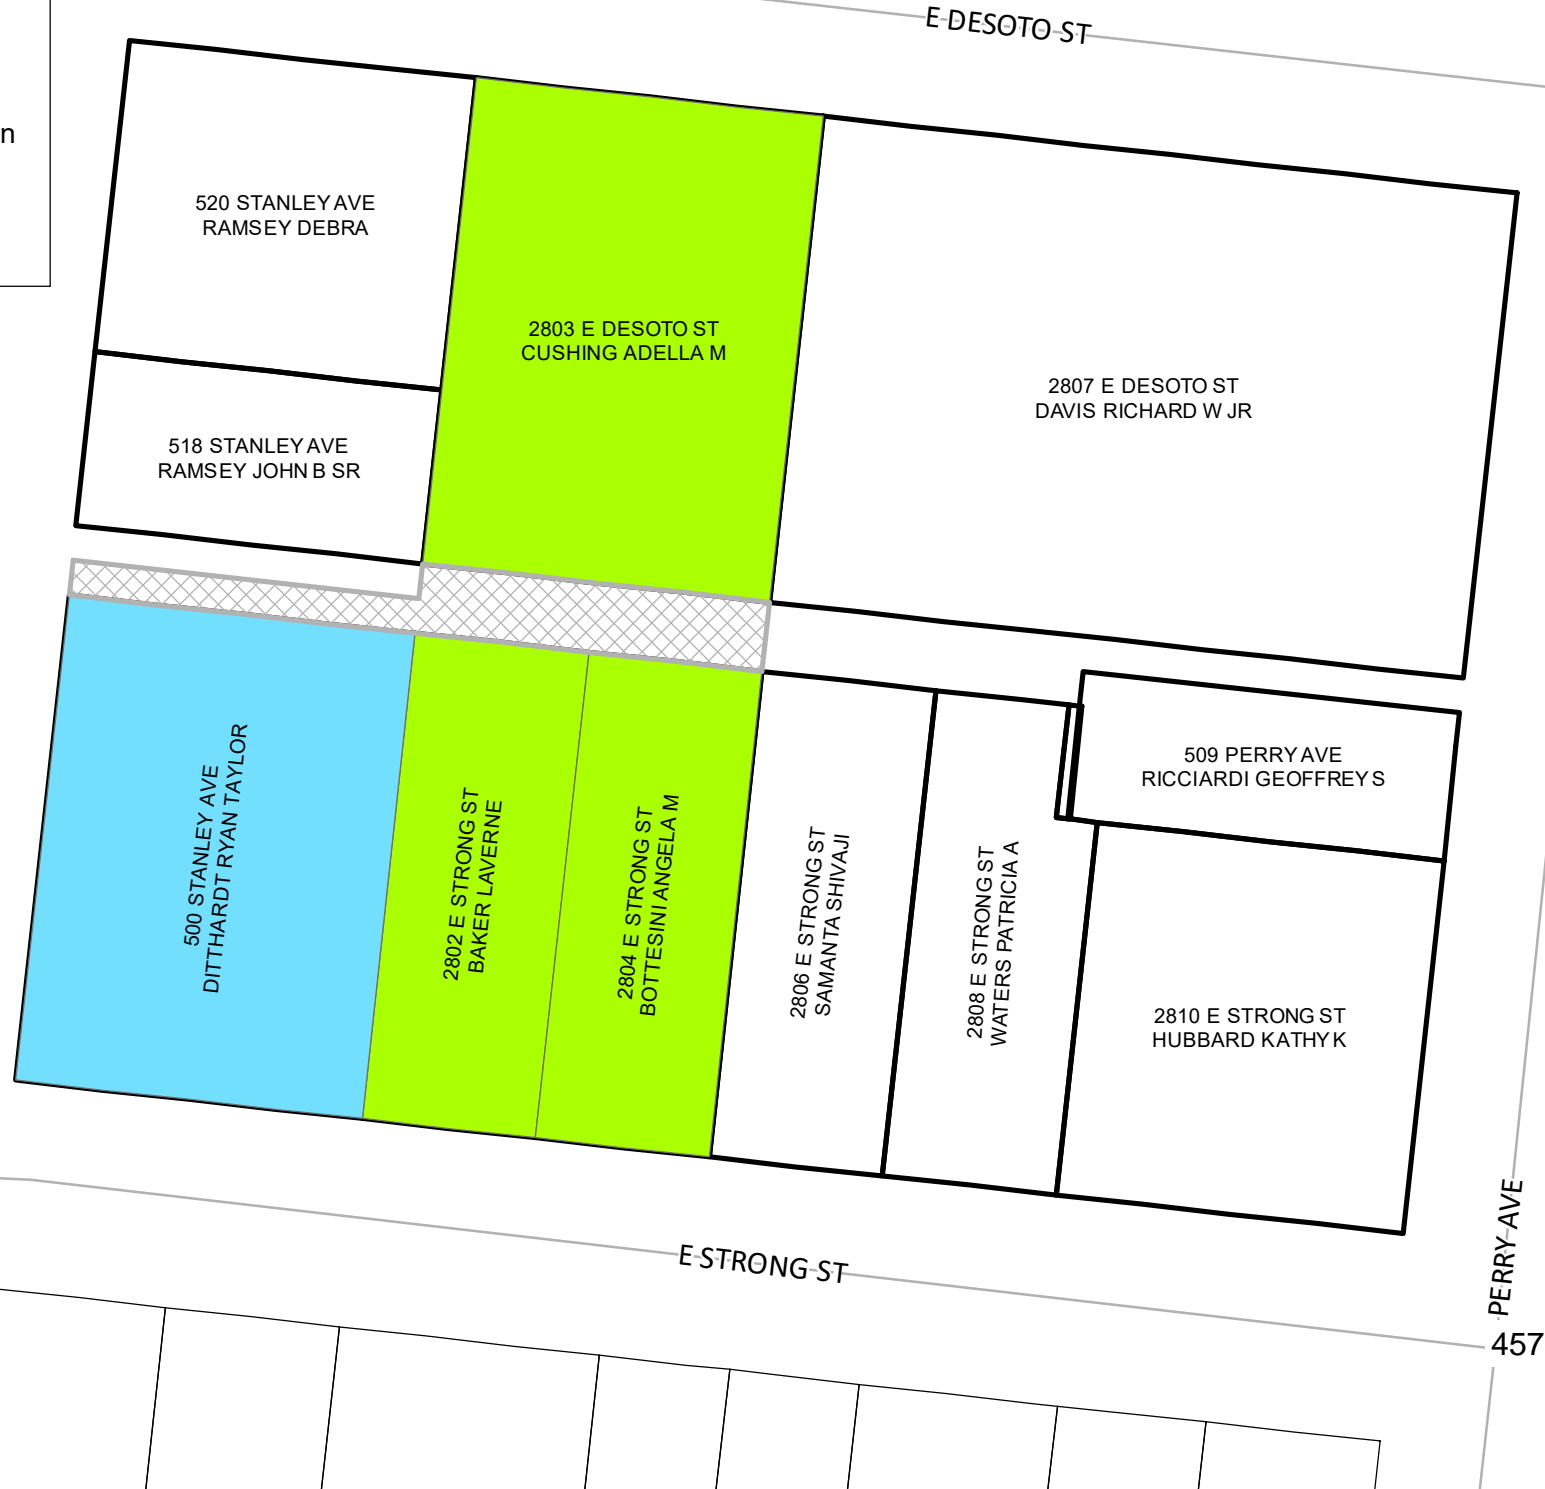 E DESOTO ST
n
520 STANLEY AVE
RAMSEY DEBRA
2803 E DESOTO ST
CUSHING ADELLA M
2807 E DESOTO ST
DAVIS RICHARD W JR
518 STANLEY AVE
RAMSEY JOHN B SR
500 STANLEY AVE
DITTHARDT RYAN TAYLOR
2802 E STRONG ST
BAKER LAVERNE
2804 E STRONG ST
BOTTESINI ANGELA M
2806 E STRONG ST
SAMANTA SHIVAJI
2808 E STRONG ST
WATERS PATRICIA A
509 PERRY AVE
RICCIARDI GEOFFREY S
2810 E STRONG ST
HUBBARD KATHY K
E STRONG ST
PERRY AVE
457